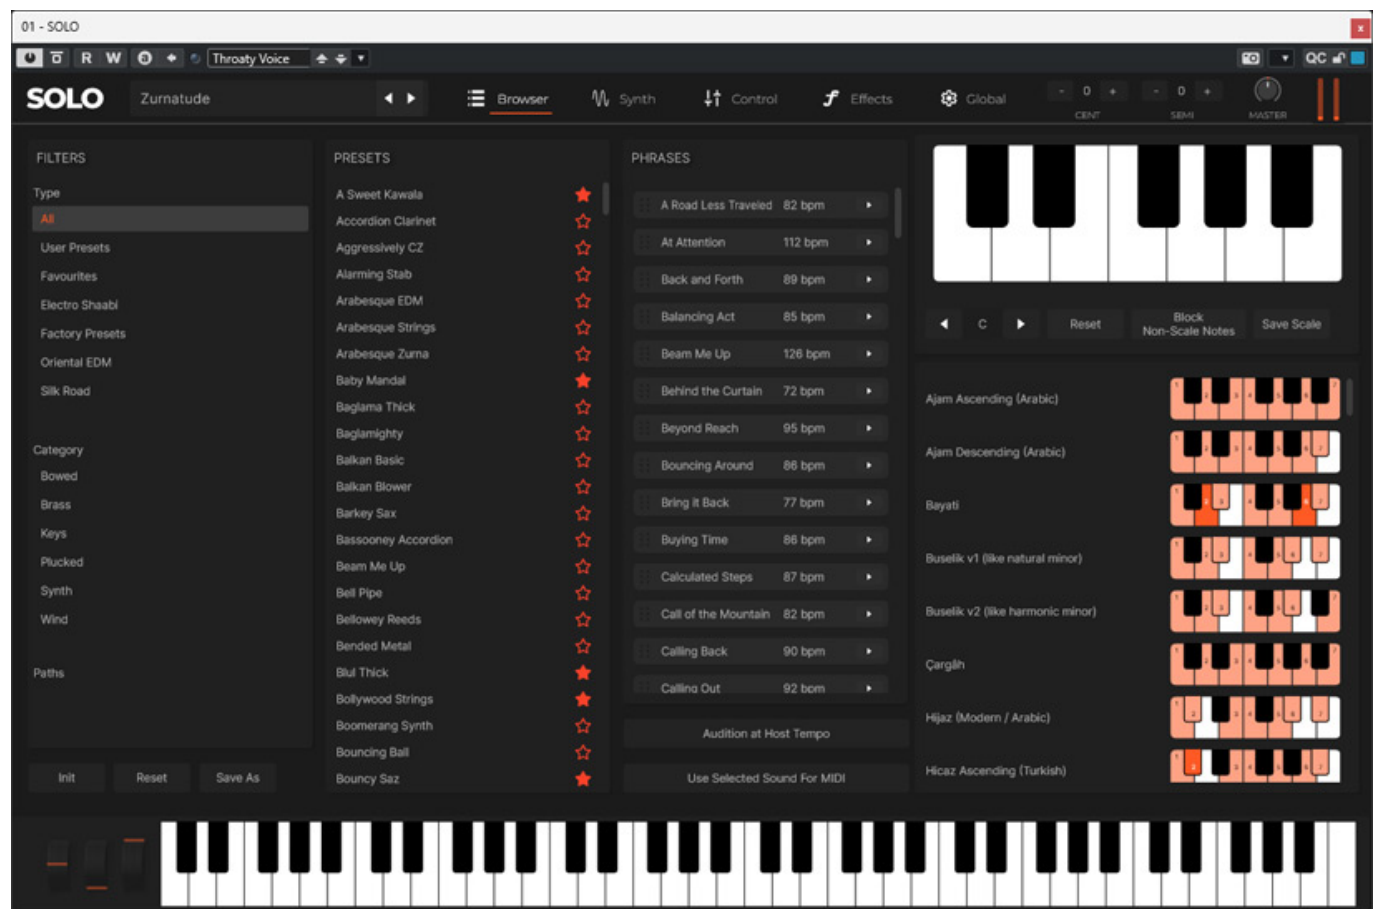 01 - SOLO
R W Throaty Voice QC
SOLO Zurnatude Browser Synth Control Effects Global - 0 + - 0 +
CENT SEMI MASTER
FILTERS
Type
All
User Presets
Favourites
Electro Shaabi
Factory Presets
Oriental EDM
Silk Road
Category
Bowed
Brass
Keys
Plucked
Synth
Wind
Paths
Init Reset Save As
PRESETS
A Sweet Kawala
Accordion Clarinet
Aggressively CZ
Alarming Stab
Arabesque EDM
Arabesque Strings
Arabesque Zurna
Baby Mandal
Baglama Thick
Baglamighty
Balkan Basic
Balkan Blower
Barkey Sax
Bassooney Accordion
Beam Me Up
Bell Pipe
Bellowey Reeds
Bended Metal
Blul Thick
Bollywood Strings
Boomerang Synth
Bouncing Ball
Bouncy Saz
PHRASES
A Road Less Traveled 82 bpm
At Attention 112 bpm
Back and Forth 89 bpm
Balancing Act 85 bpm
Beam Me Up 126 bpm
Behind the Curtain 72 bpm
Beyond Reach 95 bpm
Bouncing Around 86 bpm
Bring it Back 77 bpm
Buying Time 86 bpm
Calculated Steps 87 bpm
Call of the Mountain 82 bpm
Calling Back 90 bpm
Calling Out 92 bpm
Audition at Host Tempo
Use Selected Sound For MIDI
C Reset Block
Non-Scale Notes Save Scale
Ajam Ascending (Arabic)
Ajam Descending (Arabic)
Bayati
Buselik v1 (like natural minor)
Buselik v2 (like harmonic minor)
Çargâh
Hijaz (Modern / Arabic)
Hicaz Ascending (Turkish)